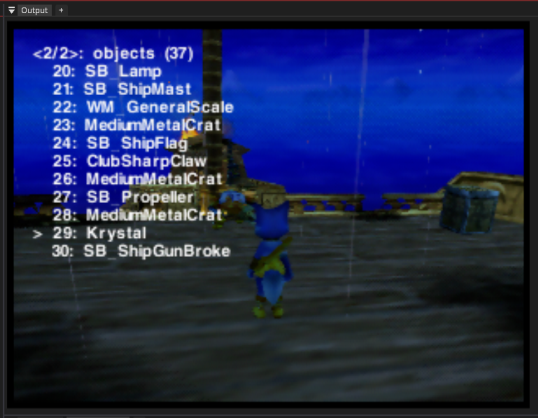 Output +
<2/2>: objects (37)
20: SB_Lamp
21: SB_ShipMast
22: WM_GeneralScale
23: MediumMetalCrat
24: SB_ShipFlag
25: ClubSharpClaw
26: MediumMetalCrat
27: SB_Propeller
28: MediumMetalCrat
> 29: Krystal
30: SB_ShipGunBroke